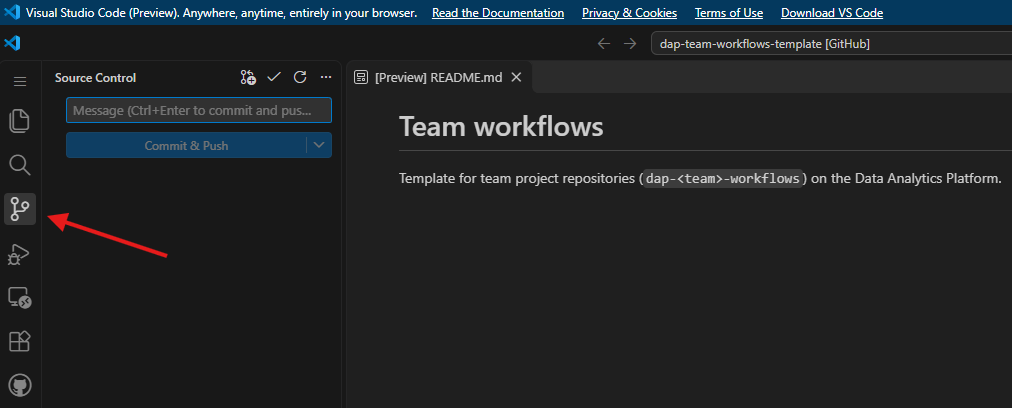 Visual Studio Code (Preview). Anywhere, anytime, entirely in your browser. Read the Documentation Privacy & Cookies Terms of Use Download VS Code
dap-team-workflows-template [GitHub]
Source Control
[Preview] README.md
Message (Ctrl+Enter to commit and pus...
Commit & Push
Team workflows
Template for team project repositories (dap-<team>-workflows) on the Data Analytics Platform.